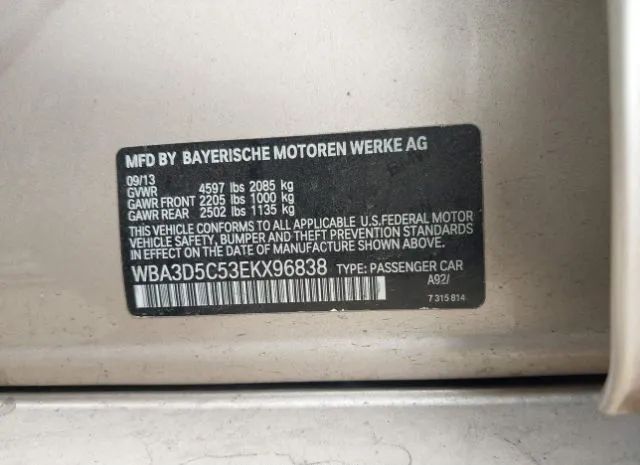 MFD BY BAYERISCHE MOTOREN WERKE AG
09/13
GVWR 4597 lbs 2085 kg
GAWR FRONT 2205 lbs 1000 kg
GAWR REAR 2502 lbs 1135 kg
THIS VEHICLE CONFORMS TO ALL APPLICABLE U.S.FEDERAL MOTOR
VEHICLE SAFETY, BUMPER AND THEFT PREVENTION STANDARDS
IN EFFECT ON THE DATE OF MANUFACTURE SHOWN ABOVE.
WBA3D5C53EKX96838 TYPE: PASSENGER CAR
A92/
7 315 814